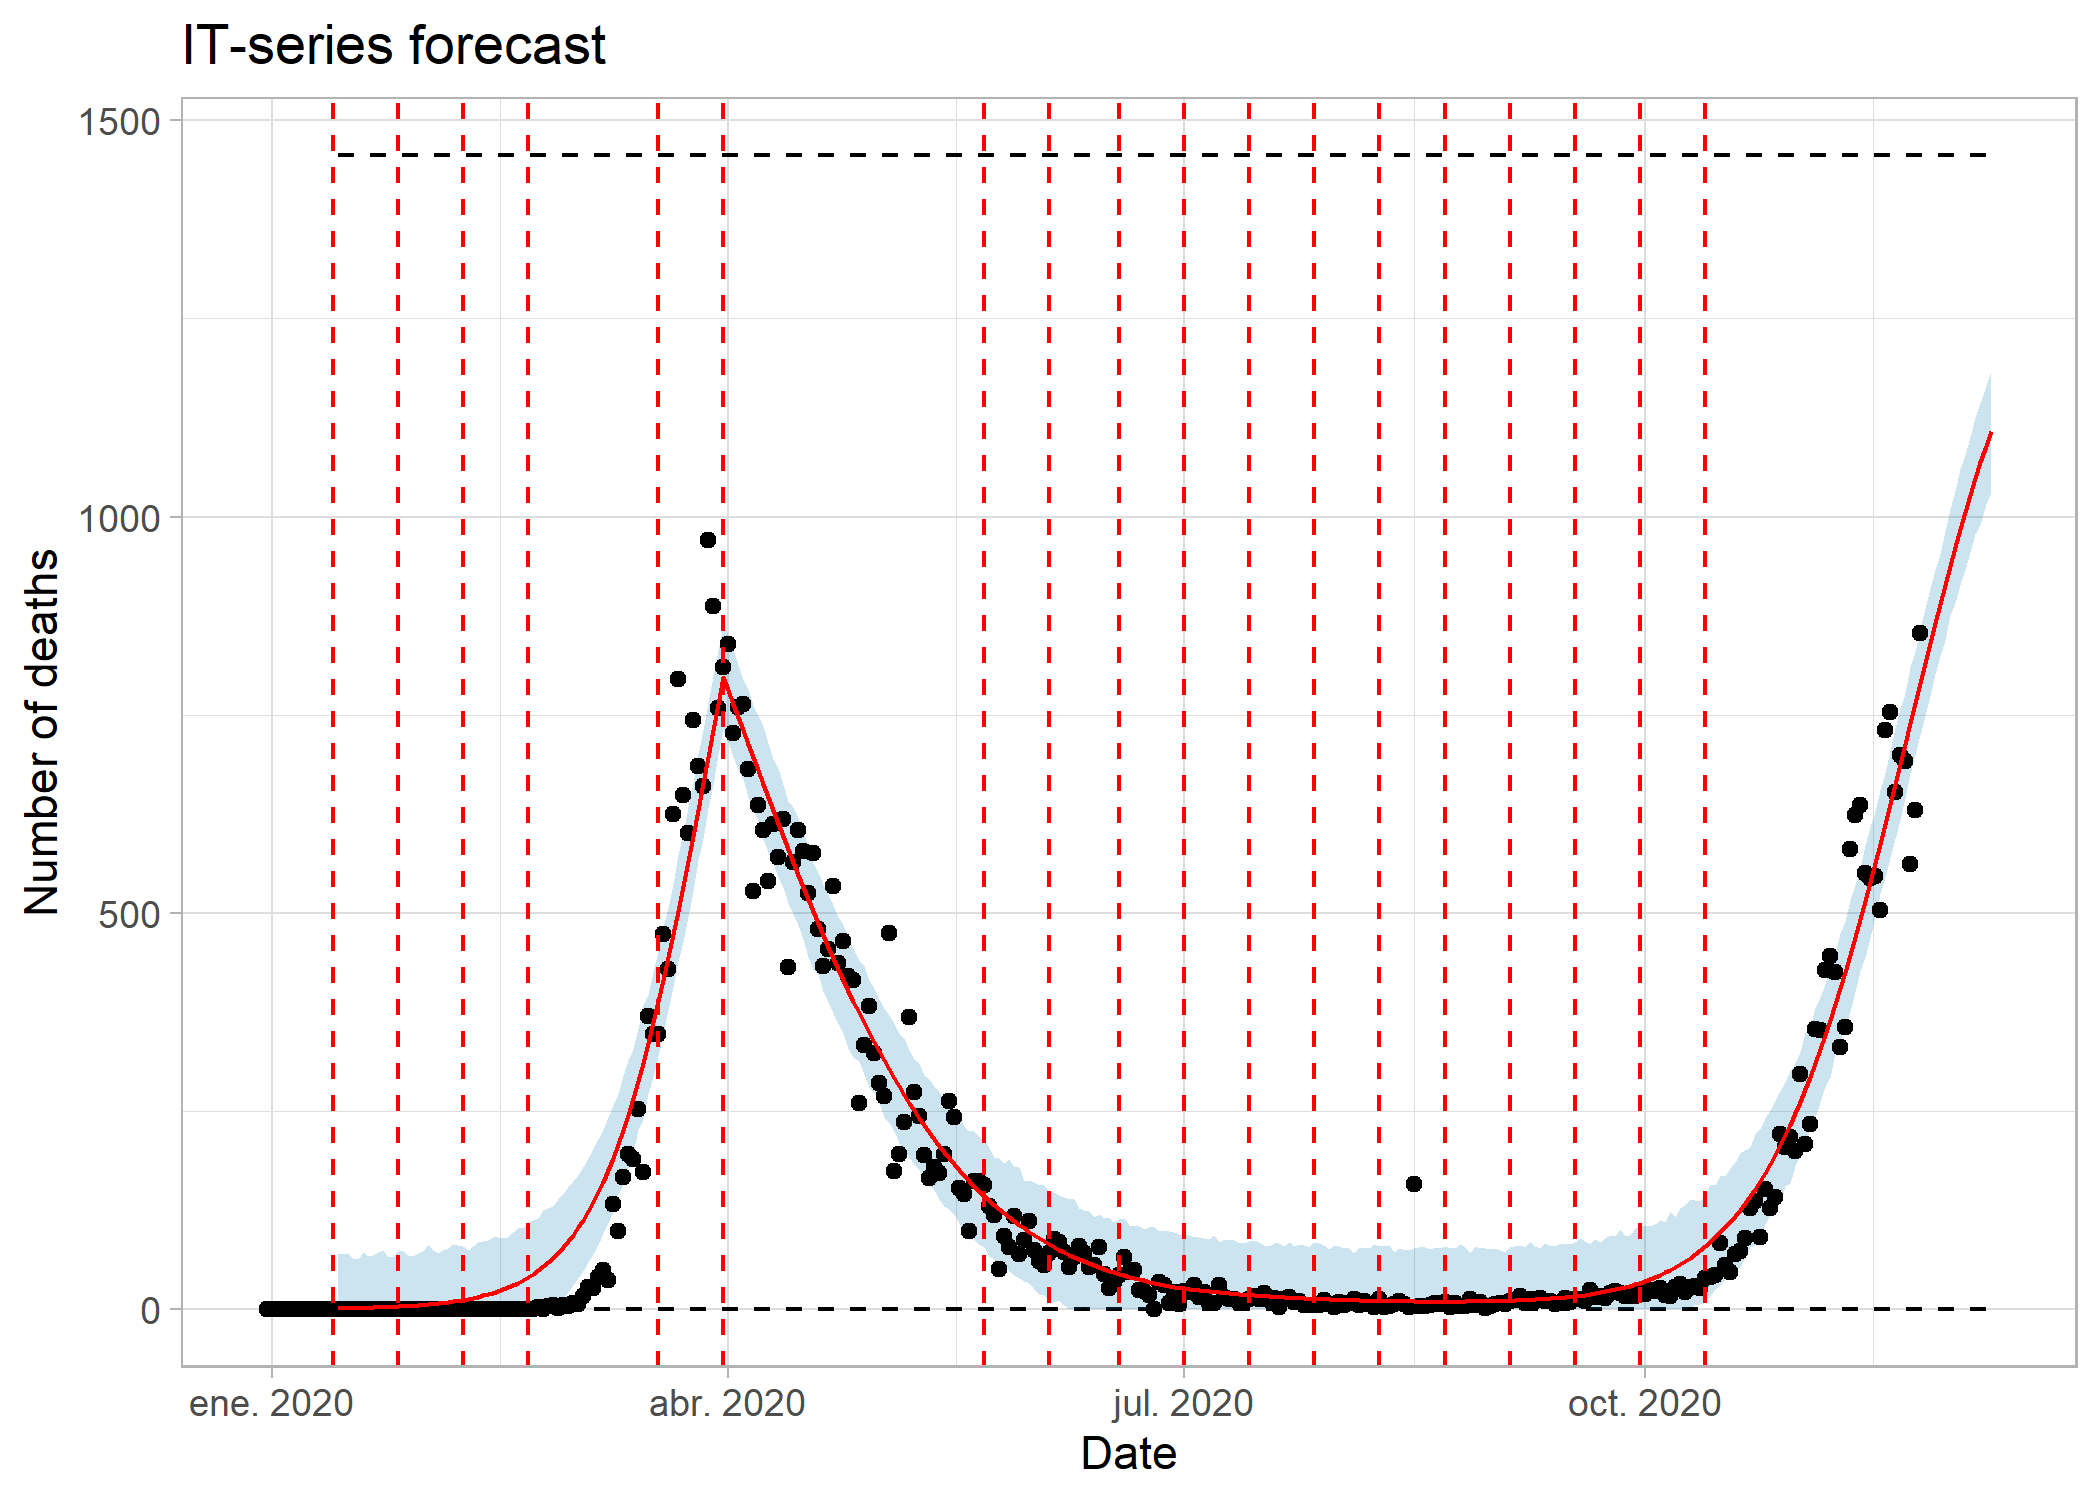 IT-series forecast
1500
1000
500
0
Number of deaths
ene. 2020
abr. 2020
jul. 2020
oct. 2020
Date